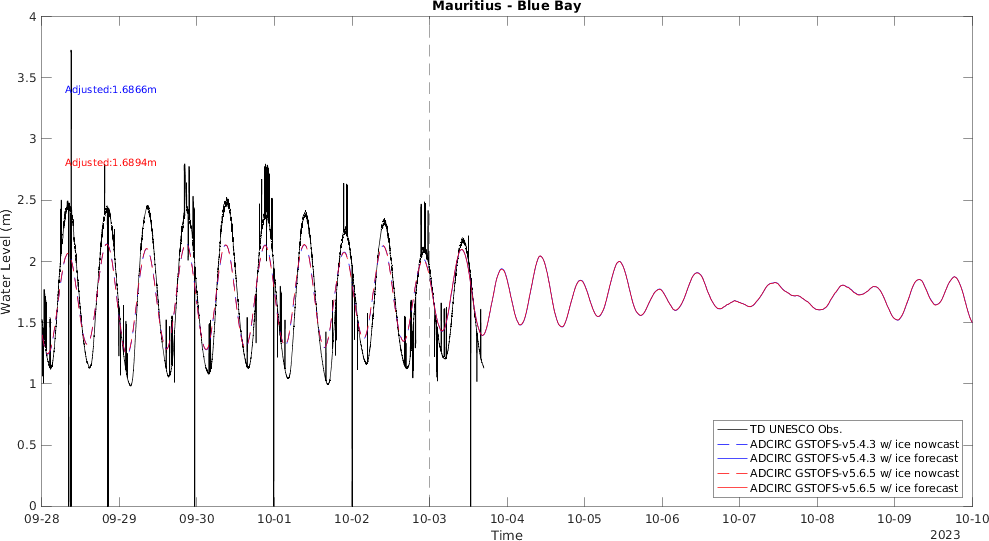 Mauritius - Blue Bay
4
3.5
3
2.5
2
1.5
1
0.5
0
Water Level (m)
Adjusted:1.6866m
Adjusted:1.6894m
TD UNESCO Obs.
ADCIRC GSTOFS-v5.4.3 w/ ice nowcast
ADCIRC GSTOFS-v5.4.3 w/ ice forecast
ADCIRC GSTOFS-v5.6.5 w/ ice nowcast
ADCIRC GSTOFS-v5.6.5 w/ ice forecast
09-28 09-29 09-30 10-01 10-02 10-03 10-04 10-05 10-06 10-07 10-08 10-09 10-10
Time
2023